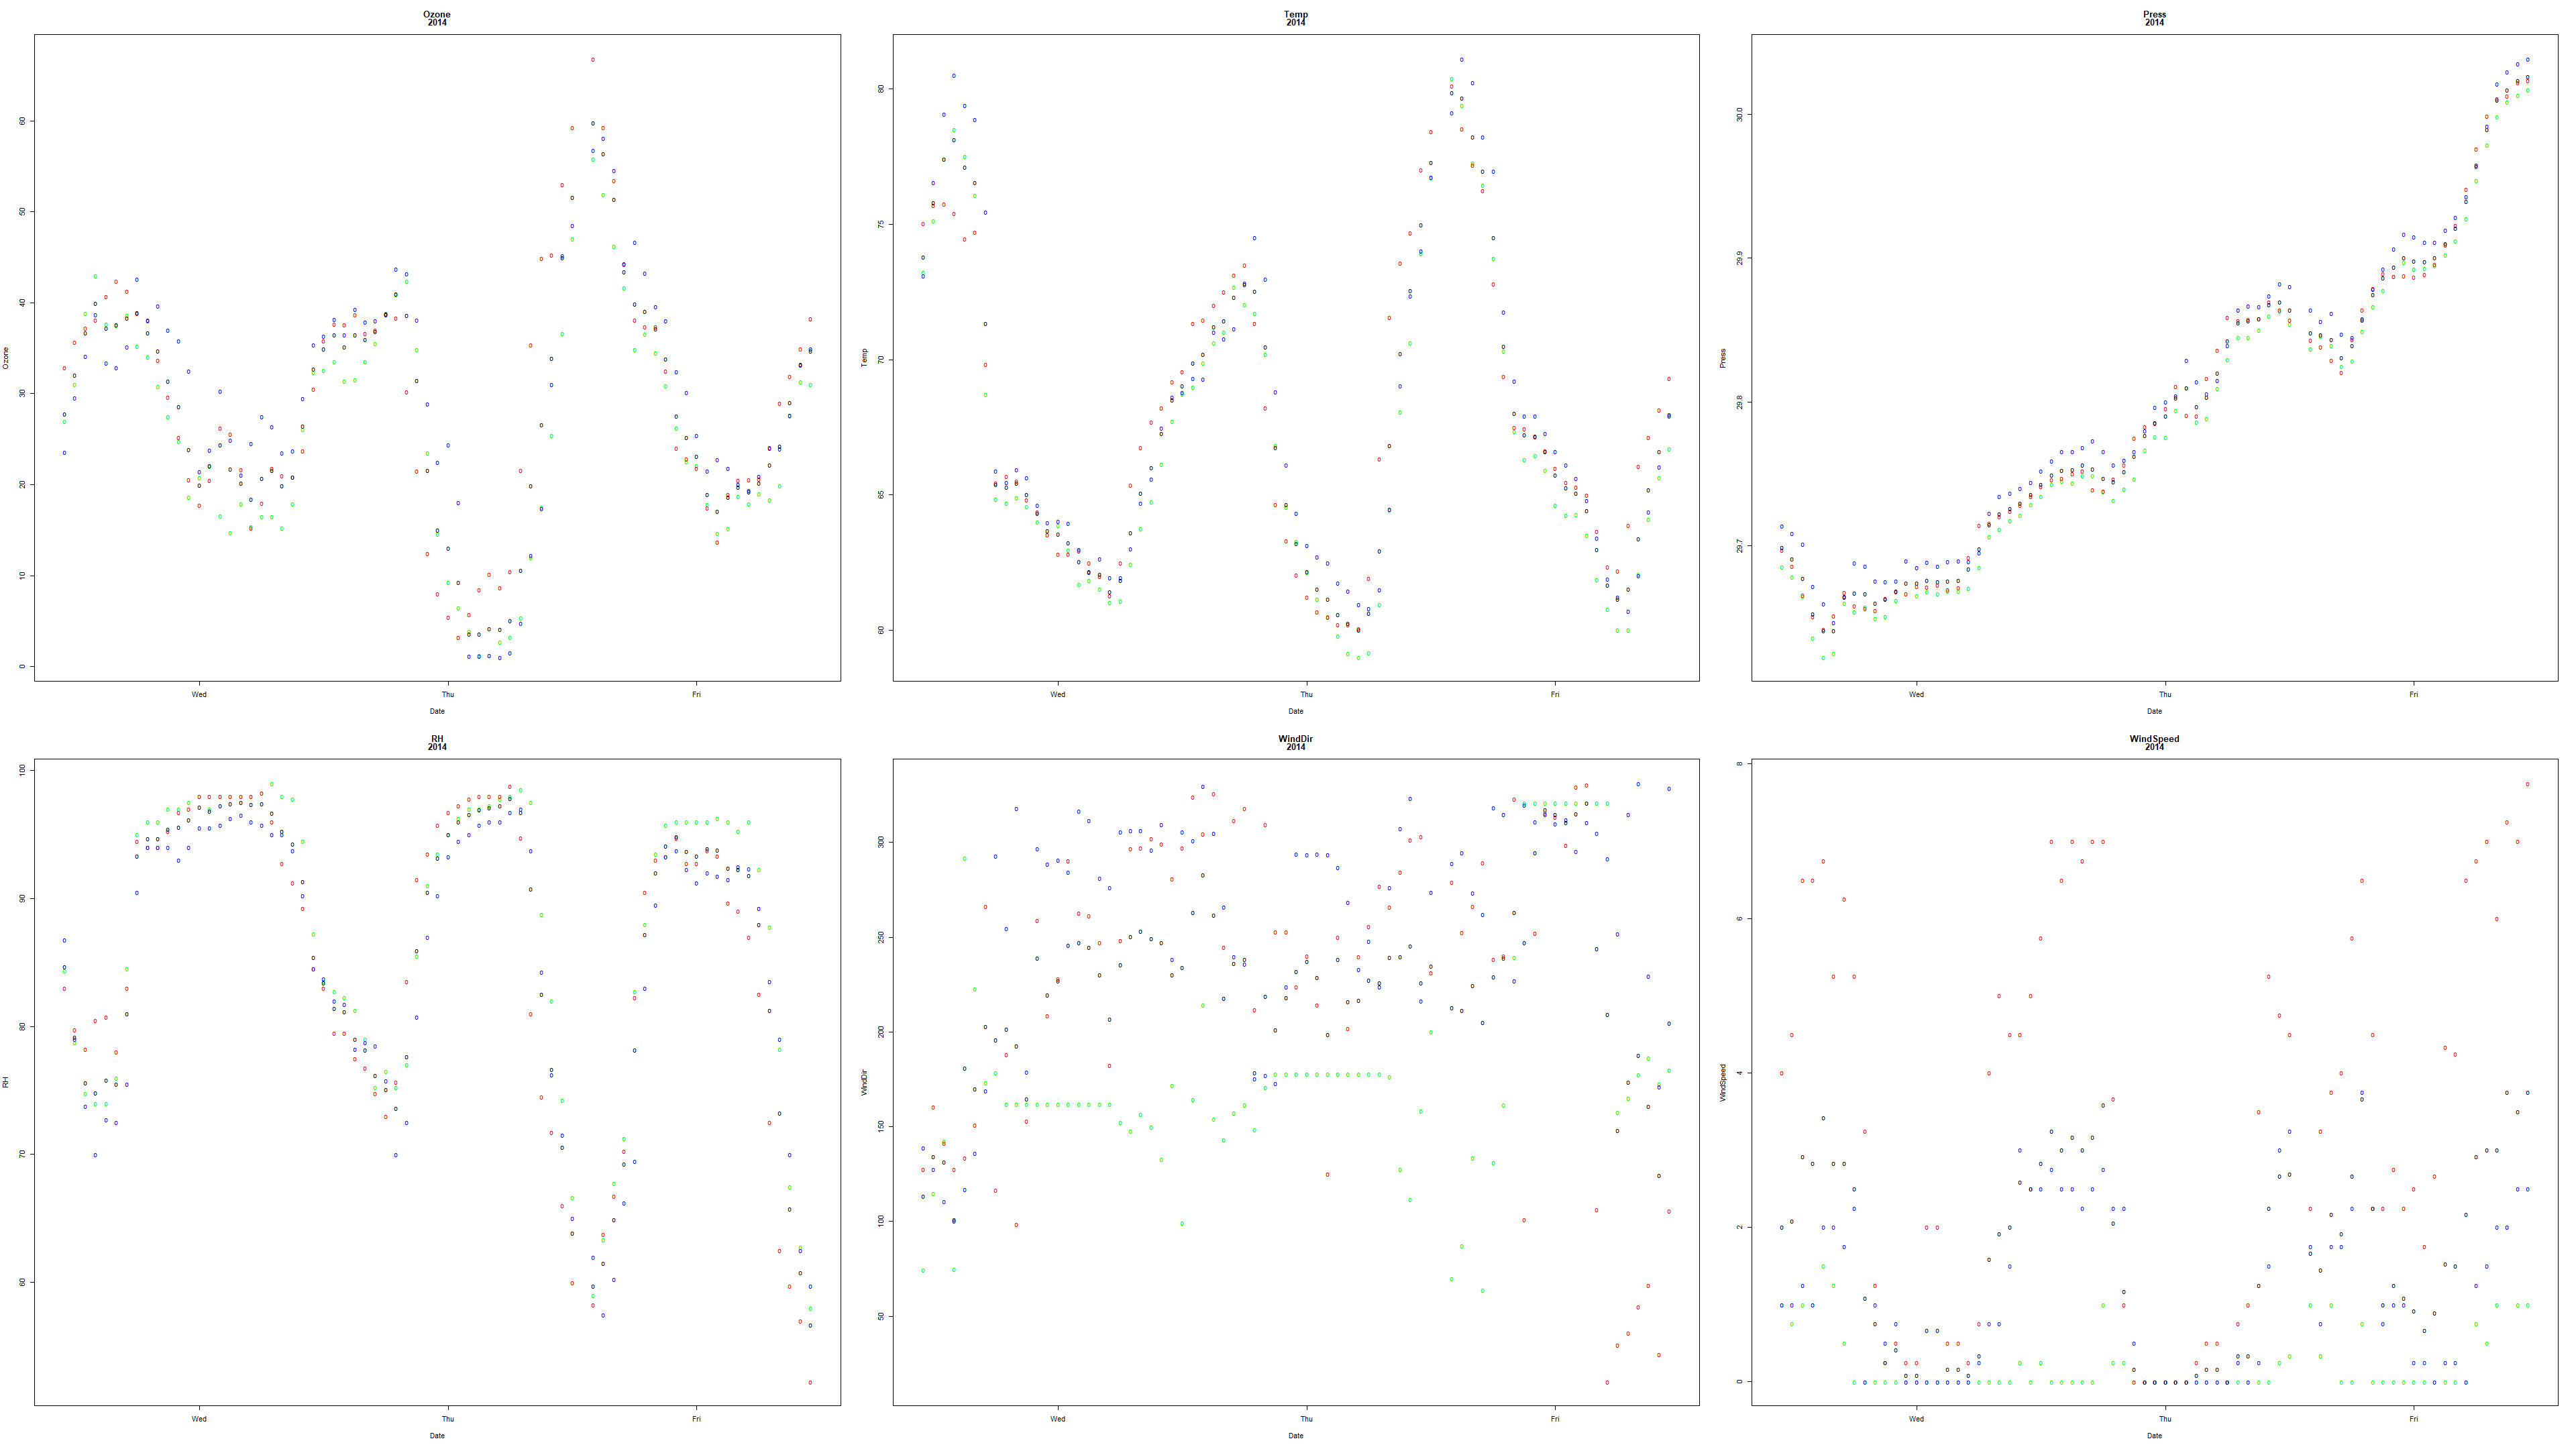 Ozone
2014
Ozone
0
10
20
30
40
50
60
Wed
Thu
Fri
Date
Temp
2014
Temp
60
65
70
75
80
Wed
Thu
Fri
Date
Press
2014
Press
29.7
29.8
29.9
30.0
Wed
Thu
Fri
Date
RH
2014
RH
60
70
80
90
100
Wed
Thu
Fri
Date
WindDir
2014
WindDir
50
100
150
200
250
300
Wed
Thu
Fri
Date
WindSpeed
2014
WindSpeed
0
2
4
6
8
Wed
Thu
Fri
Date